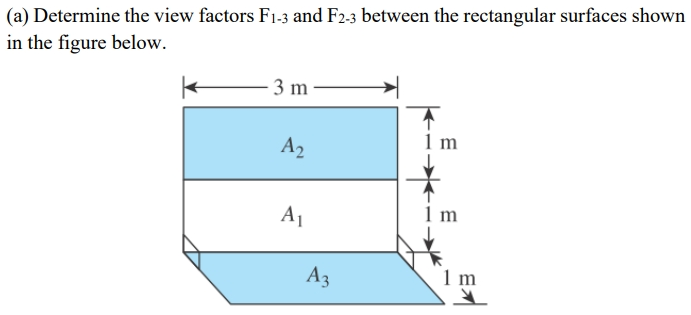 (a) Determine the view factors F1-3 and F2-3 between the rectangular surfaces shown
in the figure below.
3 m
A2
1 m
A1
1 m
A3
1 m